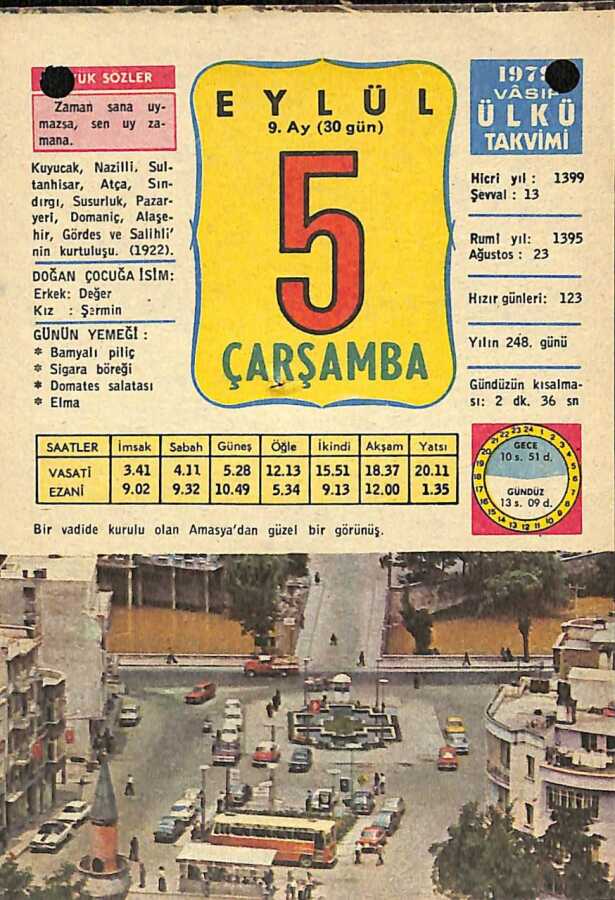 UK SÖZLER
Zaman sana uy-
mazsa, sen uy za-
mana.
Kuyucak, Nazilli, Sul-
tanhisar, Atça, Sın-
dırgı, Susurluk, Pazar-
yeri, Domaniç, Alaşe-
hir, Gördes ve Salihli'
nin kurtuluşu. (1922).
DOĞAN ÇOCUĞA İSİM:
Erkek: Değer
Kız : Şermin
GÜNÜN YEMEĞİ :
* Bamyalı piliç
* Sigara böreği
* Domates salatası
* Elma
EYLÜL
9. Ay (30 gün)
5
ÇARŞAMBA
1979
VÂSIF
ÜLKÜ
TAKVİMİ
Hicri yıl : 1399
Şevval : 13
Rumî yıl: 1395
Ağustos : 23
Hızır günleri: 123
Yılın 248. günü
Gündüzün kısalma-
sı: 2 dk. 36 sn
SAATLER İmsak Sabah Güneş Öğle İkindi Akşam Yatsı
VASATİ 3.41 4.11 5.28 12.13 15.51 18.37 20.11
EZANİ 9.02 9.32 10.49 5.34 9.13 12.00 1.35
GECE
10 s. 51 d.
GÜNDÜZ
13 s. 09 d.
Bir vadide kurulu olan Amasya'dan güzel bir görünüş.